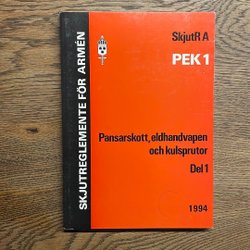 SKJUTREGLEMENTE FÖR ARMÉN
SkjutR A
PEK 1
Pansarskott, eldhandvapen
och kulsprutor
Del 1
1994